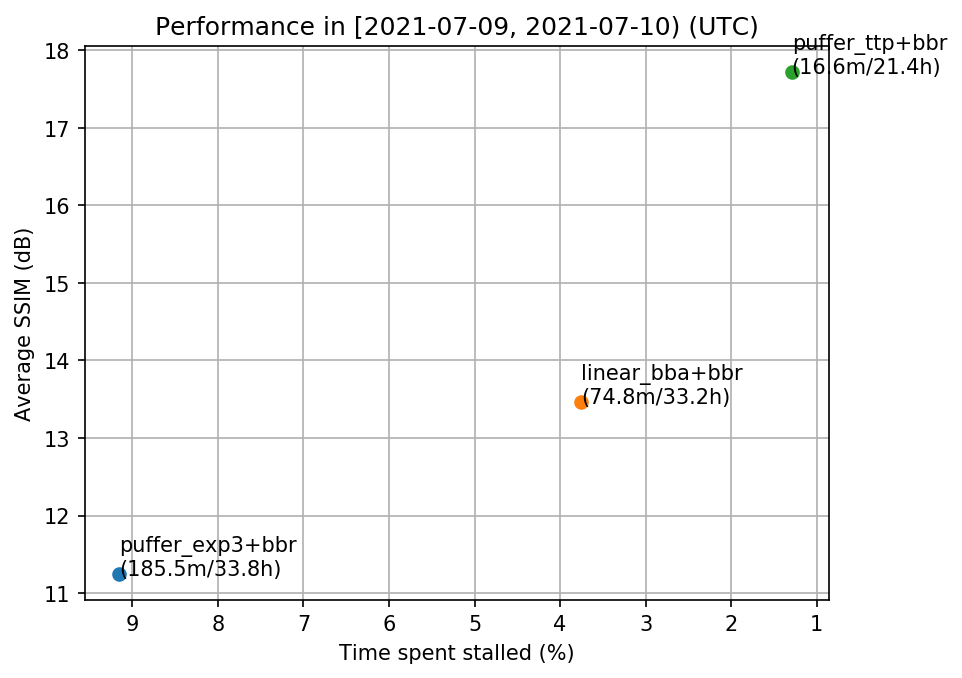 Performance in [2021-07-09, 2021-07-10) (UTC)
puffer_ttp+bbr
(16.6m/21.4h)
18
17
16
15
14
13
12
11
Average SSIM (dB)
linear_bba+bbr
(74.8m/33.2h)
puffer_exp3+bbr
(185.5m/33.8h)
9 8 7 6 5 4 3 2 1
Time spent stalled (%)